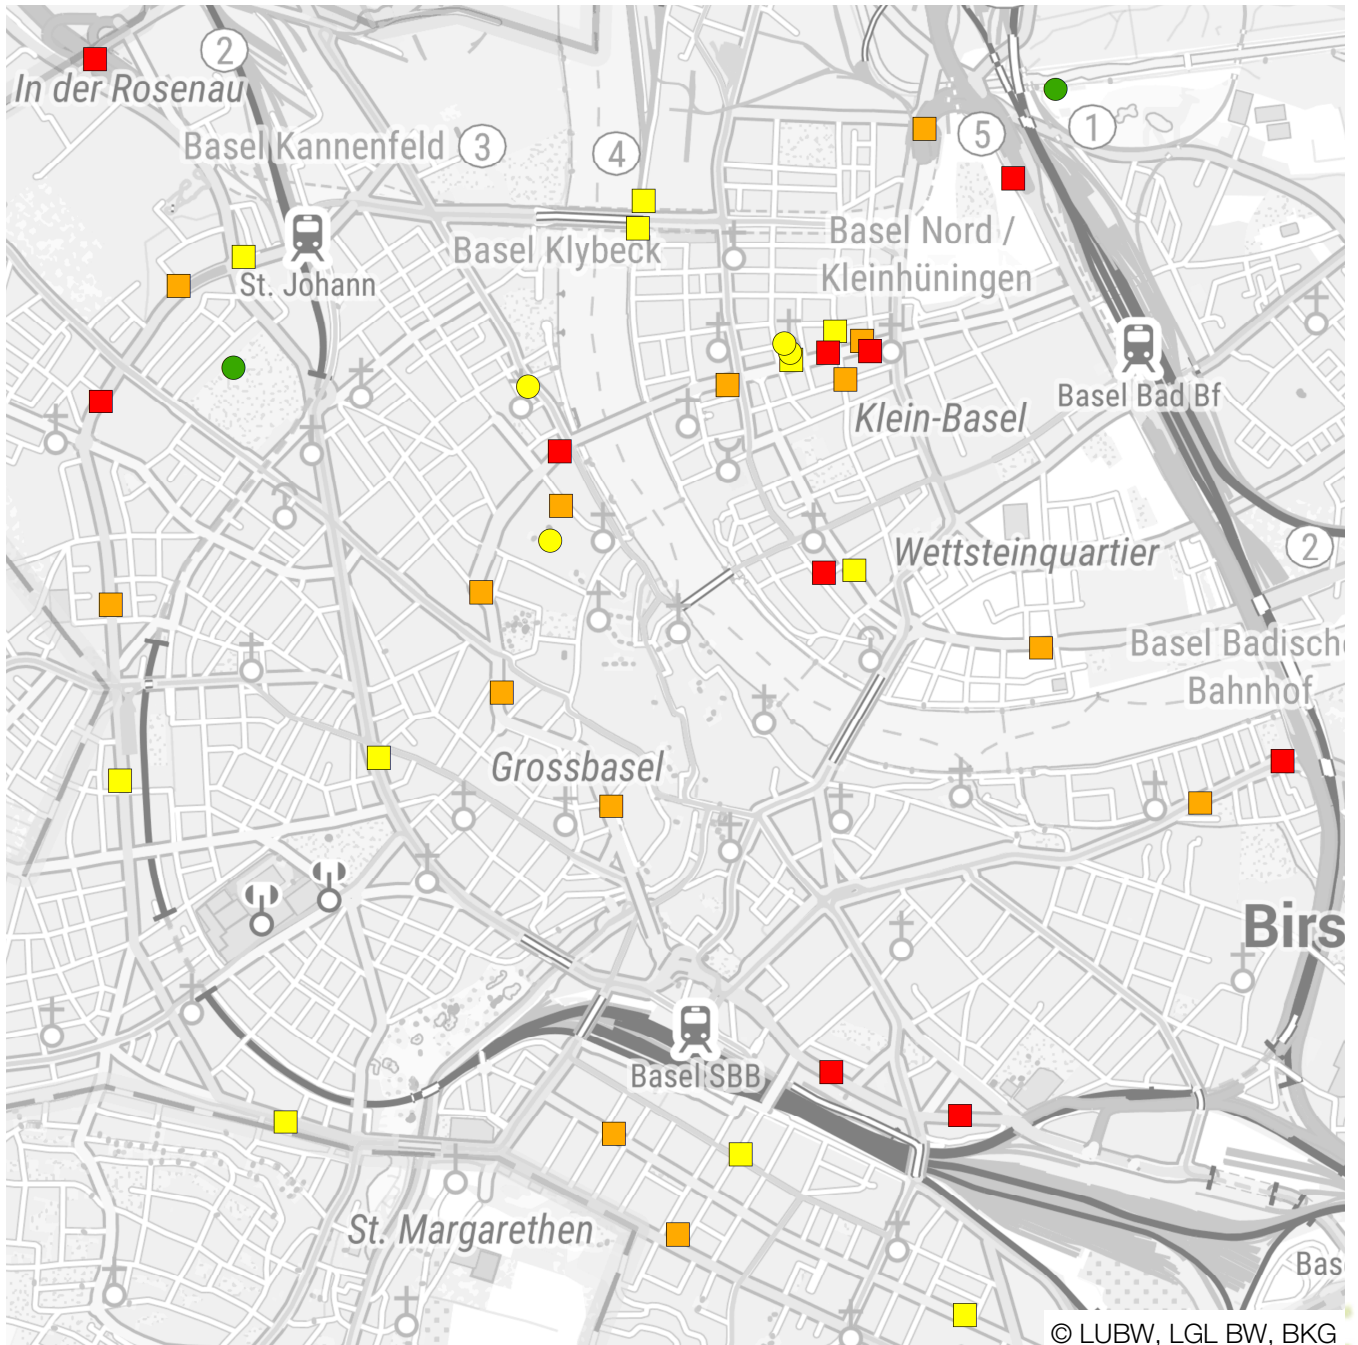 2
In der Rosenau
Basel Kannenfeld
3
4
5
1
Basel Klybeck
Basel Nord /
Kleinhüningen
St. Johann
Basel Bad Bf
Klein-Basel
Wettsteinquartier
2
Basel Badische
Bahnhof
Grossbasel
Birs
Basel SBB
St. Margarethen
Bas
© LUBW, LGL BW, BKG